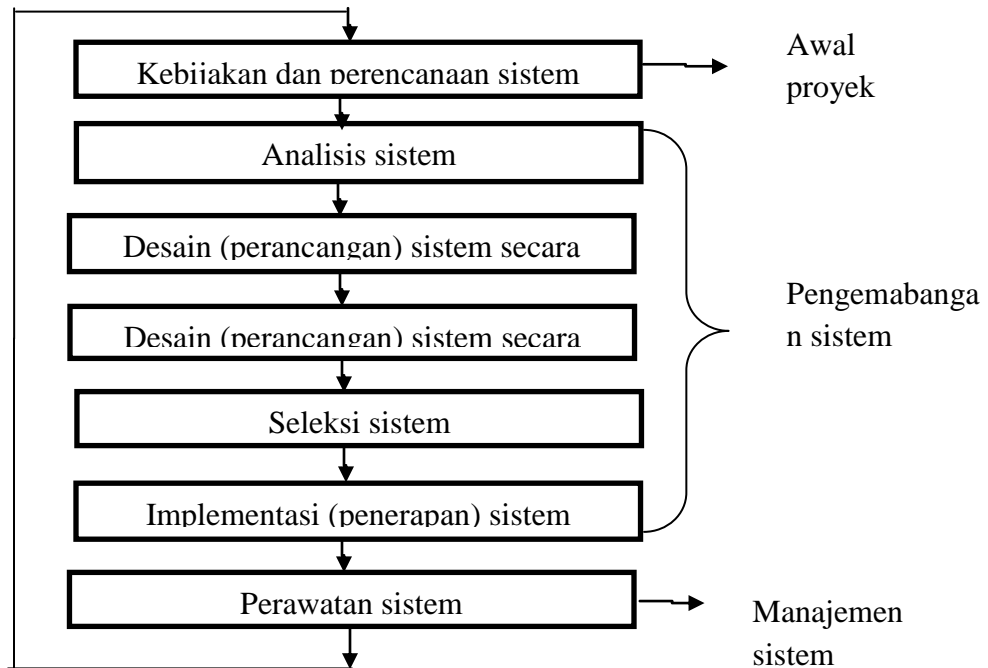 Kebijakan dan perencanaan sistem
Awal
proyek
Analisis sistem
Desain (perancangan) sistem secara
Desain (perancangan) sistem secara
Seleksi sistem
Implementasi (penerapan) sistem
Pengemabanga
n sistem
Perawatan sistem
Manajemen
sistem